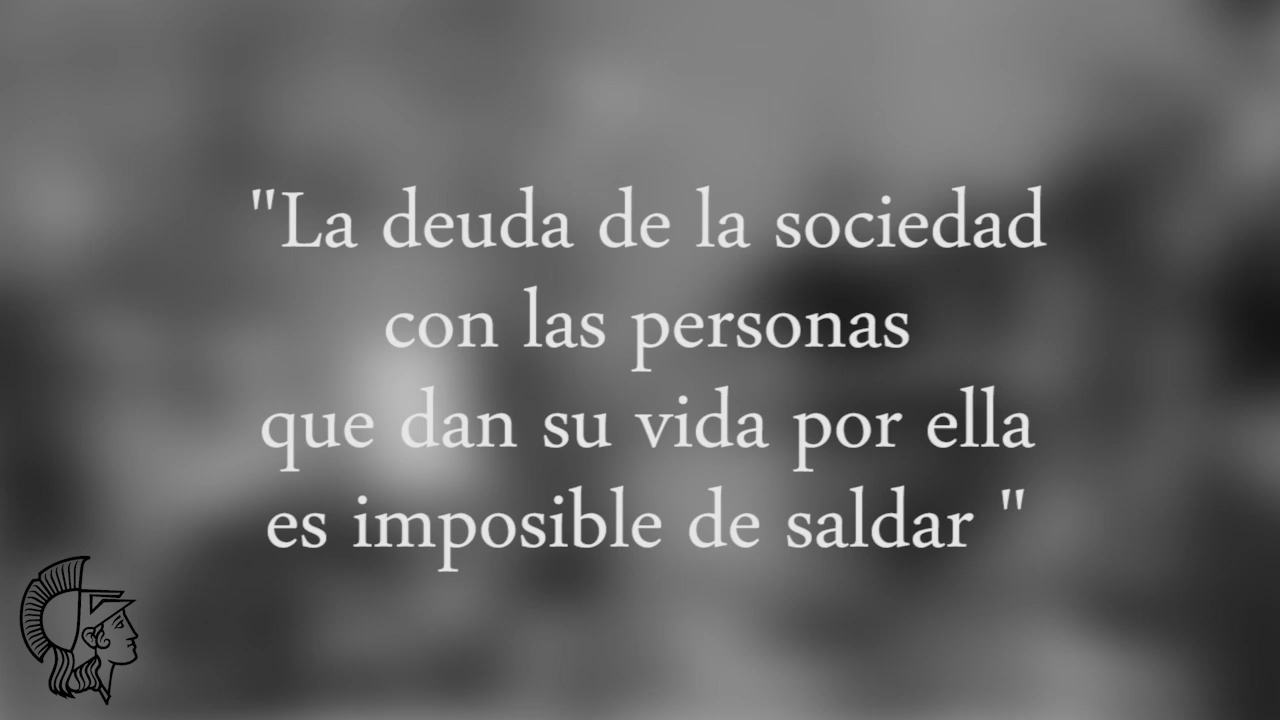 "La deuda de la sociedad
con las personas
que dan su vida por ella
es imposible de saldar "